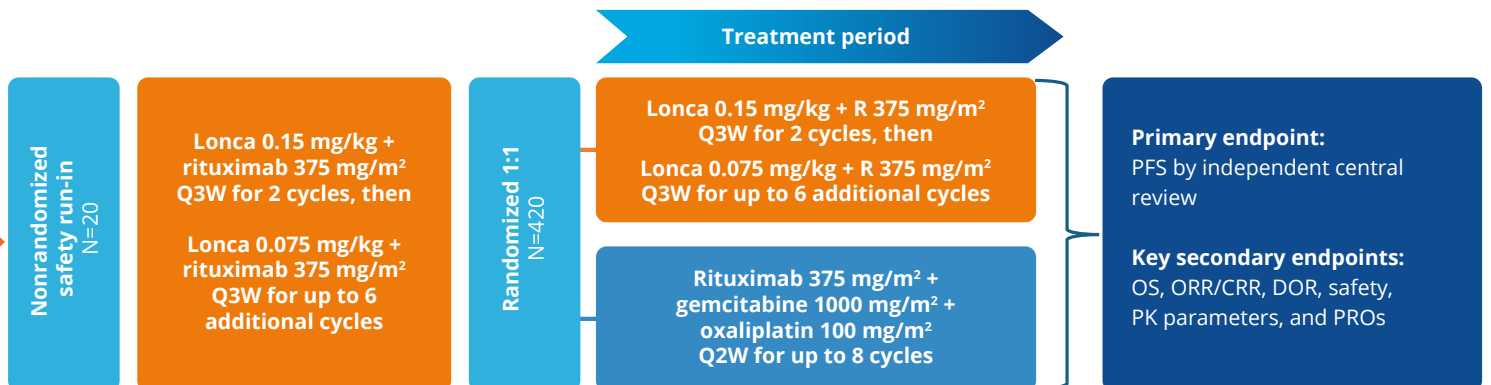 Treatment period
Nonrandomized
safety run-in
N=20
Lonca 0.15 mg/kg +
rituximab 375 mg/m²
Q3W for 2 cycles, then
Lonca 0.075 mg/kg +
rituximab 375 mg/m²
Q3W for up to 6
additional cycles
Randomized 1:1
N=420
Lonca 0.15 mg/kg + R 375 mg/m²
Q3W for 2 cycles, then
Lonca 0.075 mg/kg + R 375 mg/m²
Q3W for up to 6 additional cycles
Rituximab 375 mg/m² +
gemcitabine 1000 mg/m² +
oxaliplatin 100 mg/m²
Q2W for up to 8 cycles
Primary endpoint:
PFS by independent central
review
Key secondary endpoints:
OS, ORR/CRR, DOR, safety,
PK parameters, and PROs